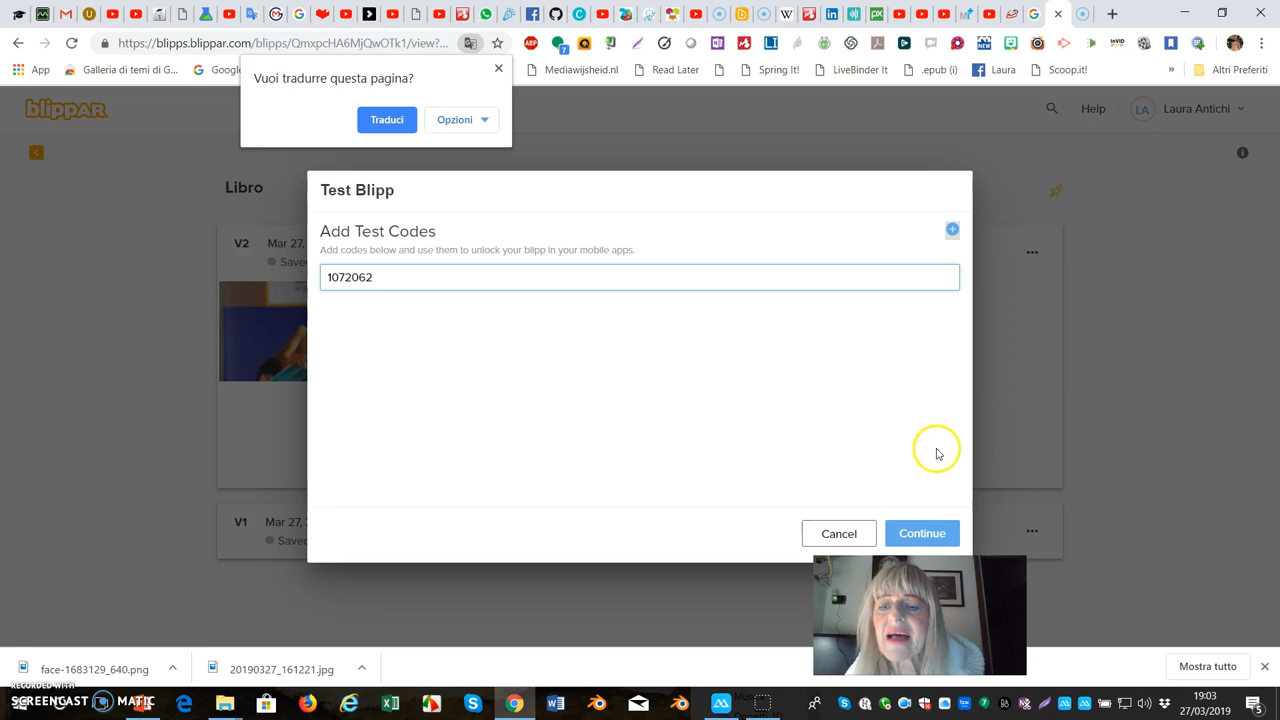 https://blipps.blippar.com/blipp/QmxpcHA6MjQwOTk1/view?...
App
Galleria di temi di G...
Mediawijsheid.nl
Read Later
Spring It!
LiveBinder It
.epub (i)
Laura
Scoop.it!
»
Altri Preferiti
Vuoi tradurre questa pagina?
Traduci
Opzioni
blippAR
Help
LA
Laura Antichi
Libro
V2
Mar 27,
Test Blipp
Add Test Codes
Add codes below and use them to unlock your blipp in your mobile apps.
1072062
V1
Mar 27,
Cancel
Continue
face-1683129_640.png
20190327_161221.jpg
Mostra tutto
RECORDED WITH
SCREENCAST MATIC
19:03
27/03/2019